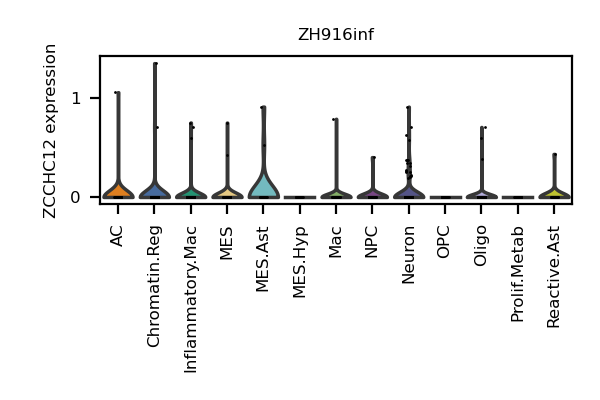 ZH916inf
ZCCHC12 expression
1
0
AC
Chromatin.Reg
Inflammatory.Mac
MES
MES.Ast
MES.Hyp
Mac
NPC
Neuron
OPC
Oligo
Prolif.Metab
Reactive.Ast